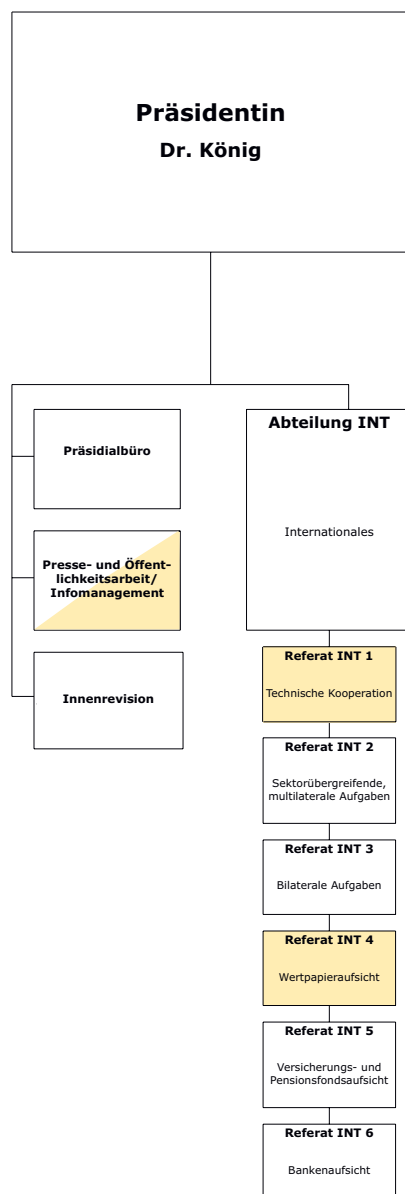 Präsidentin
Dr. König
Präsidialbüro
Presse- und Öffent-
lichkeitsarbeit/
Infomanagement
Innenrevision
Abteilung INT
Internationales
Referat INT 1
Technische Kooperation
Referat INT 2
Sektorübergreifende,
multilaterale Aufgaben
Referat INT 3
Bilaterale Aufgaben
Referat INT 4
Wertpapieraufsicht
Referat INT 5
Versicherungs- und
Pensionsfondsaufsicht
Referat INT 6
Bankenaufsicht